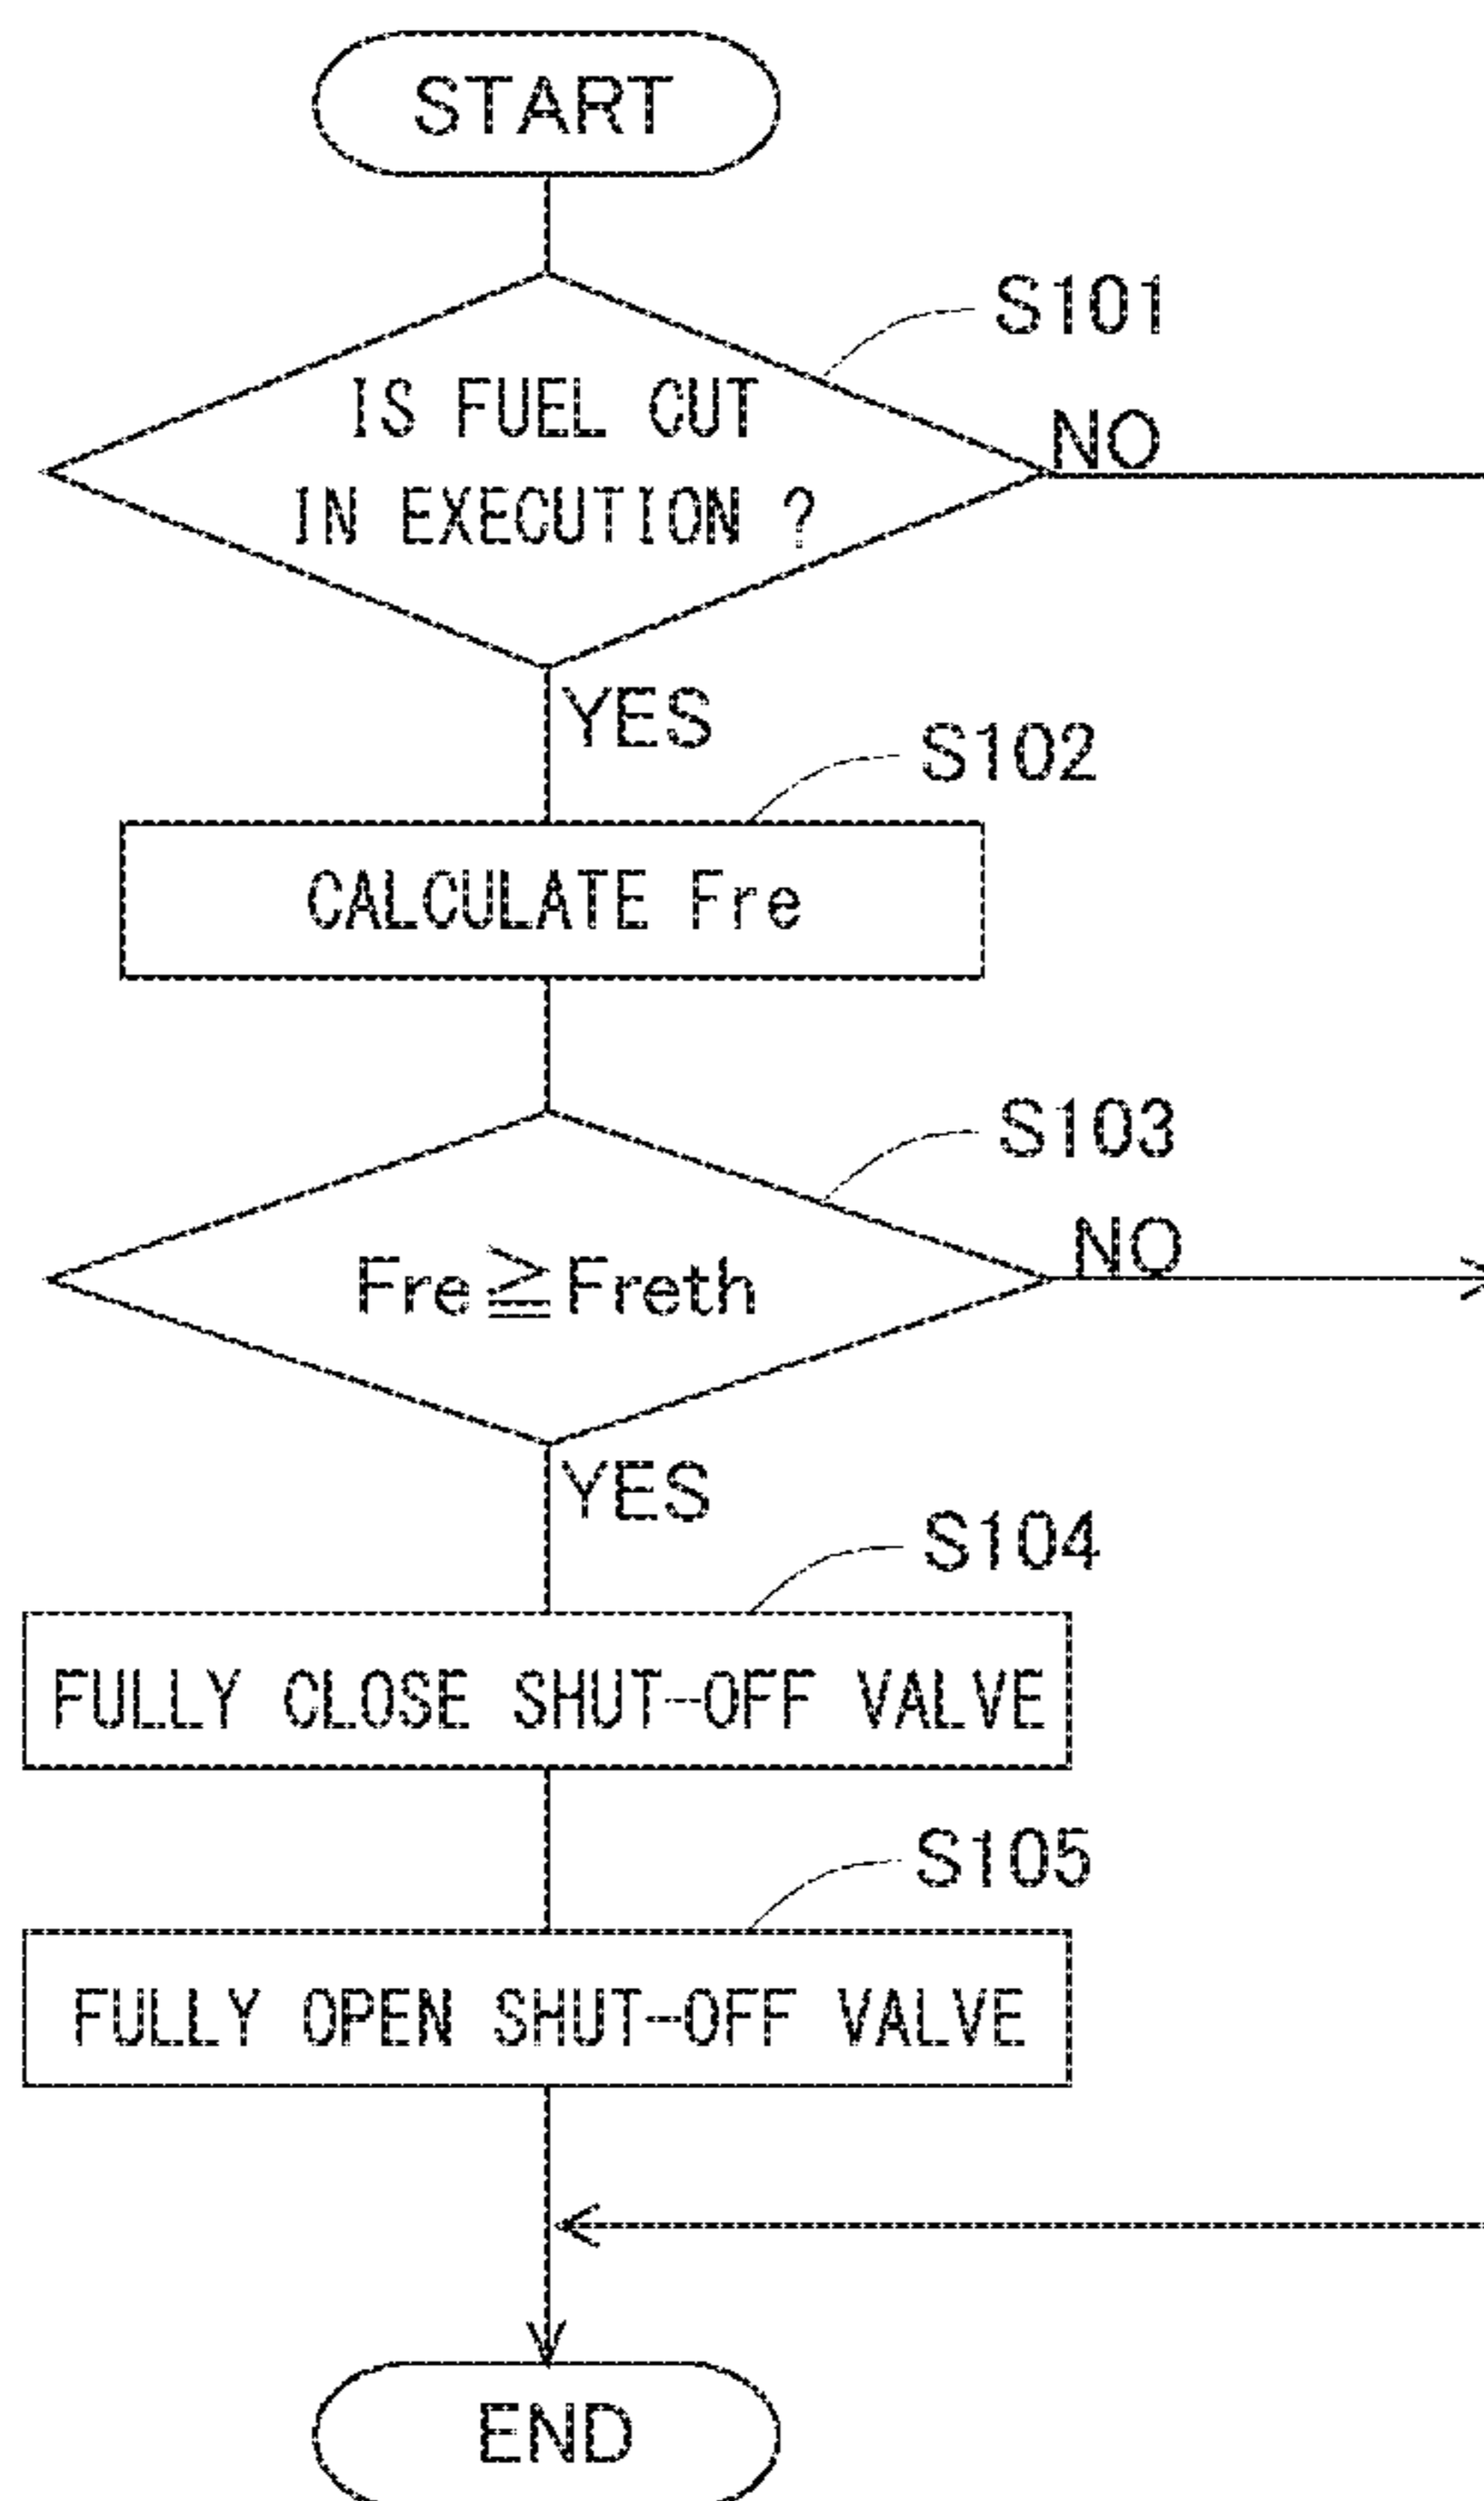 START
S101
IS FUEL CUT
IN EXECUTION ?
NO
YES
S102
CALCULATE Fre
S103
Fre≧Freth
NO
YES
S104
FULLY CLOSE SHUT-OFF VALVE
S105
FULLY OPEN SHUT-OFF VALVE
END